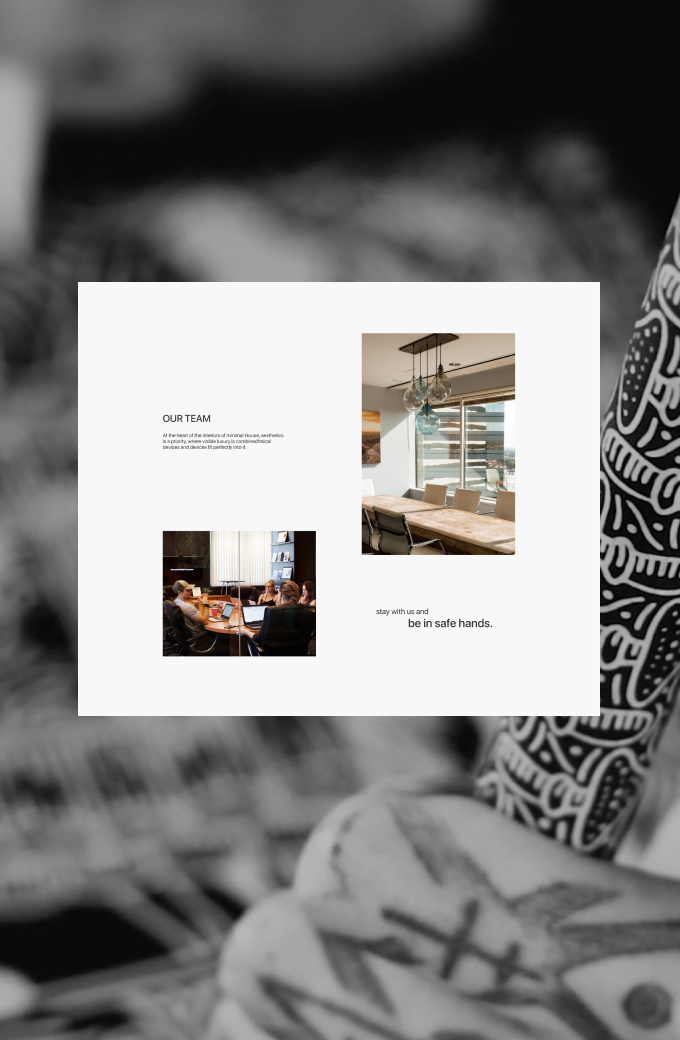 OUR TEAM
At the heart of the interiors of minimal House, aesthetics
is a priority, where visible luxury is combinedhnical
devices and devices fit perfectly into it.
stay with us and
be in safe hands.